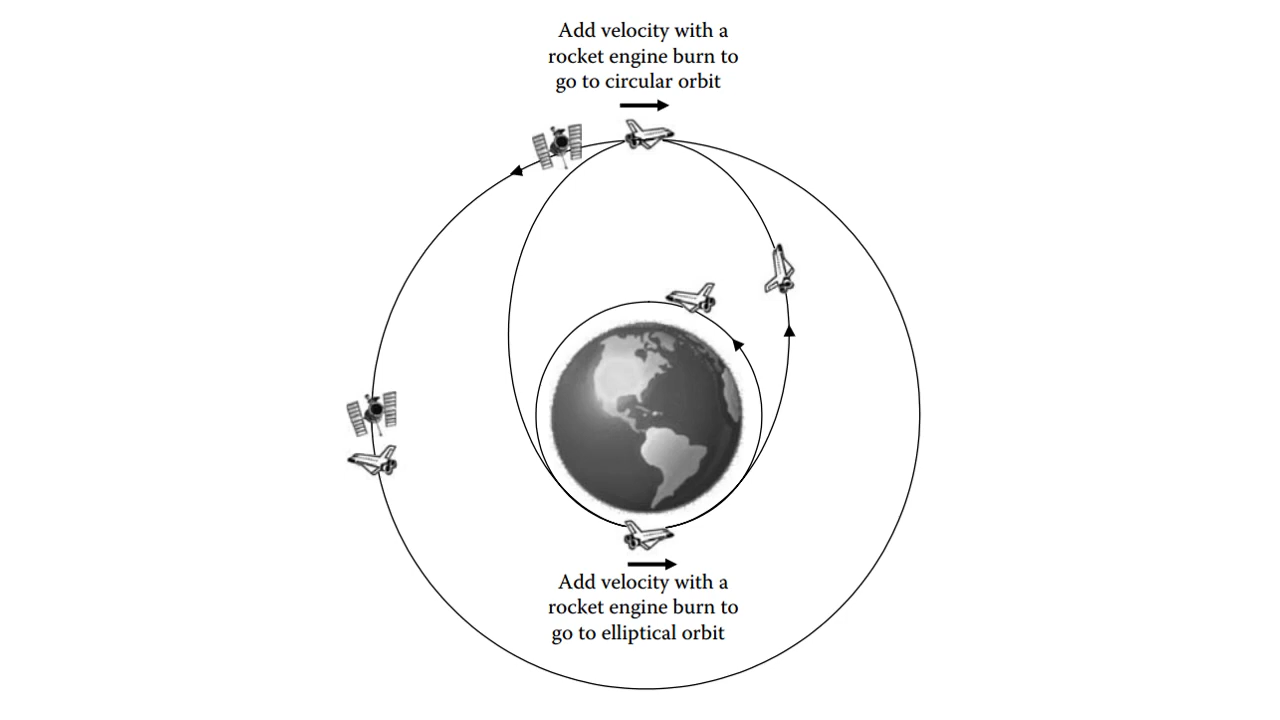 Add velocity with a
rocket engine burn to
go to circular orbit
Add velocity with a
rocket engine burn to
go to elliptical orbit